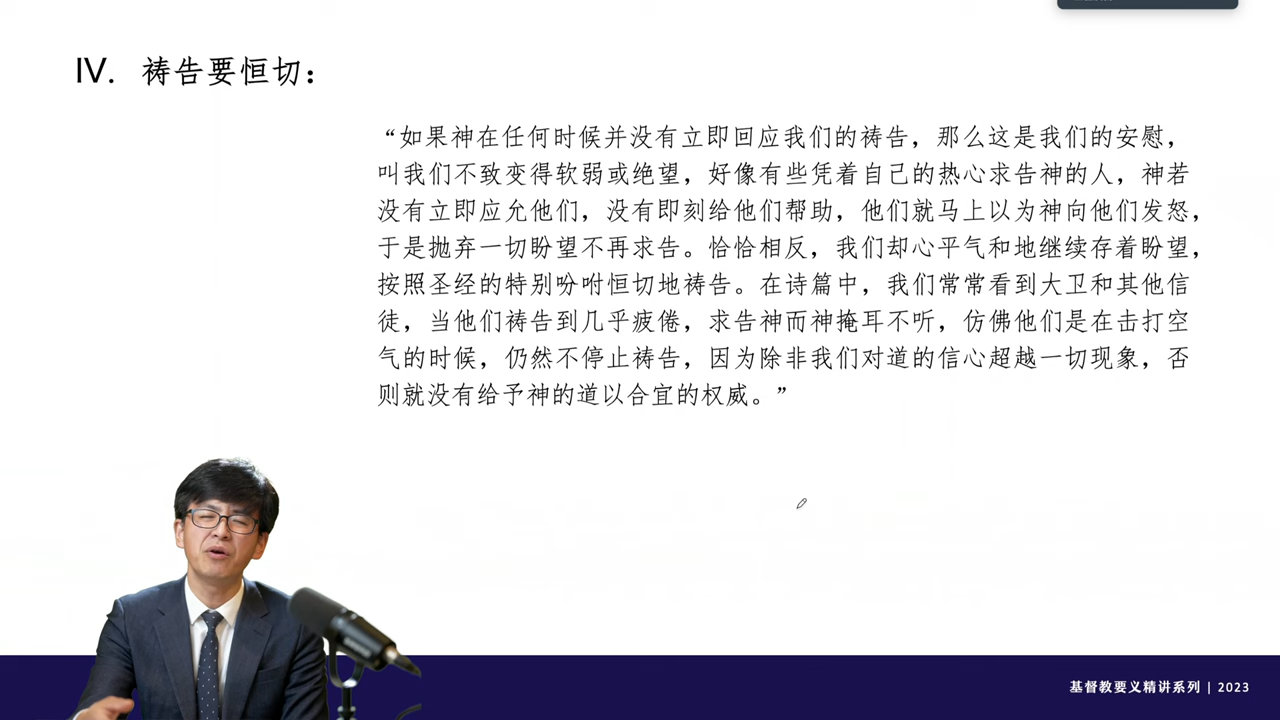 IV. 祷告要恒切：
“如果神在任何时候并没有立即回应我们的祷告，那么这是我们的安慰，
叫我们不致变得软弱或绝望，好像有些凭着自己的热心求告神的人，神若
没有立即应允他们，没有即刻给他们帮助，他们就马上以为神向他们发怒，
于是抛弃一切盼望不再求告。恰恰相反，我们却心平气和地继续存着盼望，
按照圣经的特别吩咐恒切地祷告。在诗篇中，我们常常看到大卫和其他信
徒，当他们祷告到几乎疲倦，求告神而神掩耳不听，仿佛他们是在击打空
气的时候，仍然不停止祷告，因为除非我们对道的信心超越一切现象，否
则就没有给予神的道以合宜的权威。”
基督教要义精讲系列 | 2023